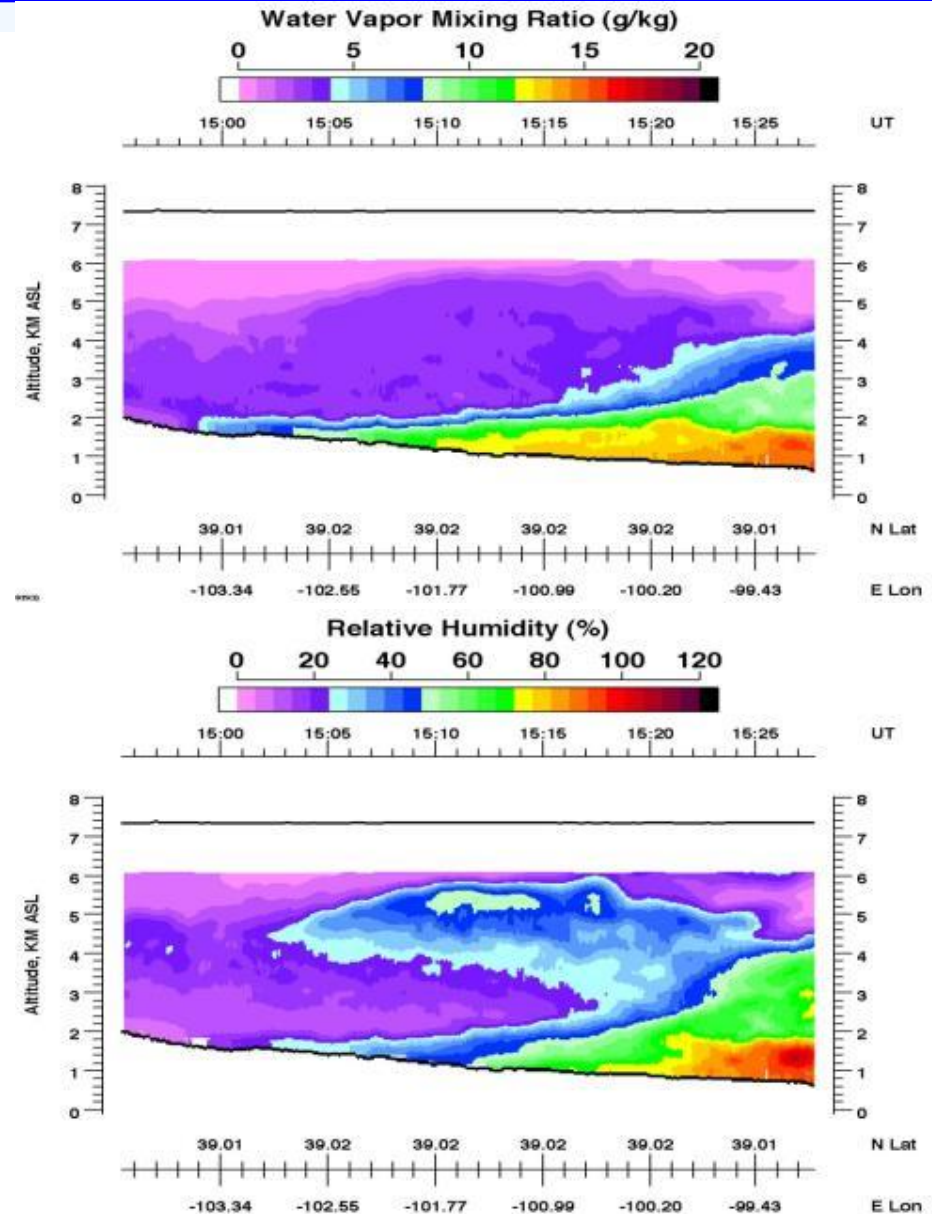 Water Vapor Mixing Ratio (g/kg)
0 5 10 15 20
15:00 15:05 15:10 15:15 15:20 15:25 UT
8 8
7 7
6 6
5 5
4 4
3 3
2 2
1 1
0 0
Altitude, KM ASL
39.01 39.02 39.02 39.02 39.02 39.01 N Lat
-103.34 -102.55 -101.77 -100.99 -100.20 -99.43 E Lon
Relative Humidity (%)
0 20 40 60 80 100 120
15:00 15:05 15:10 15:15 15:20 15:25 UT
8 8
7 7
6 6
5 5
4 4
3 3
2 2
1 1
0 0
Altitude, KM ASL
39.01 39.02 39.02 39.02 39.02 39.01 N Lat
-103.34 -102.55 -101.77 -100.99 -100.20 -99.43 E Lon